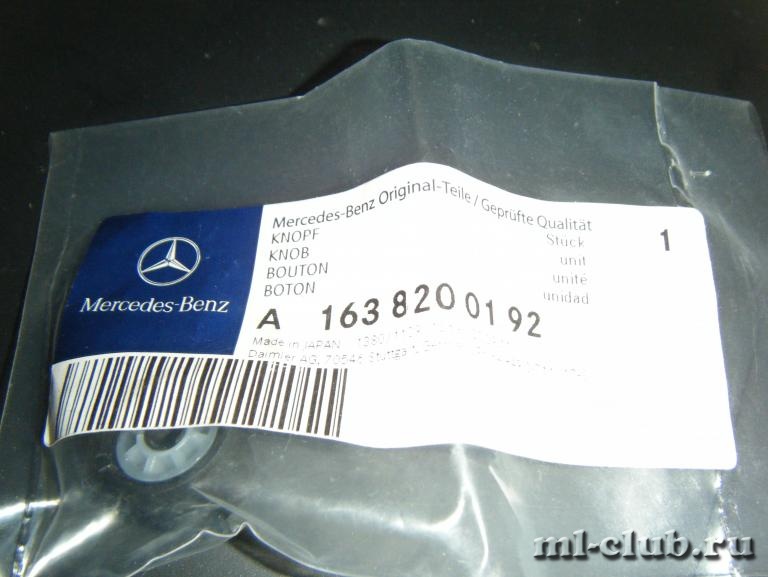 Mercedes-Benz Original-Teile / Geprüfte Qualität
KNOPF Stück 1
KNOB unit
BOUTON unité
BOTON unidad
Mercedes-Benz
A 163 820 01 92
Made in JAPAN
Daimler AG, 70546 Stuttgart,
ml-club.ru